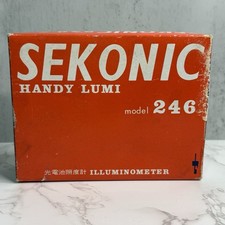 SEKONIC
HANDY LUMI
model 246
光電池照度計 ILLUMINOMETER